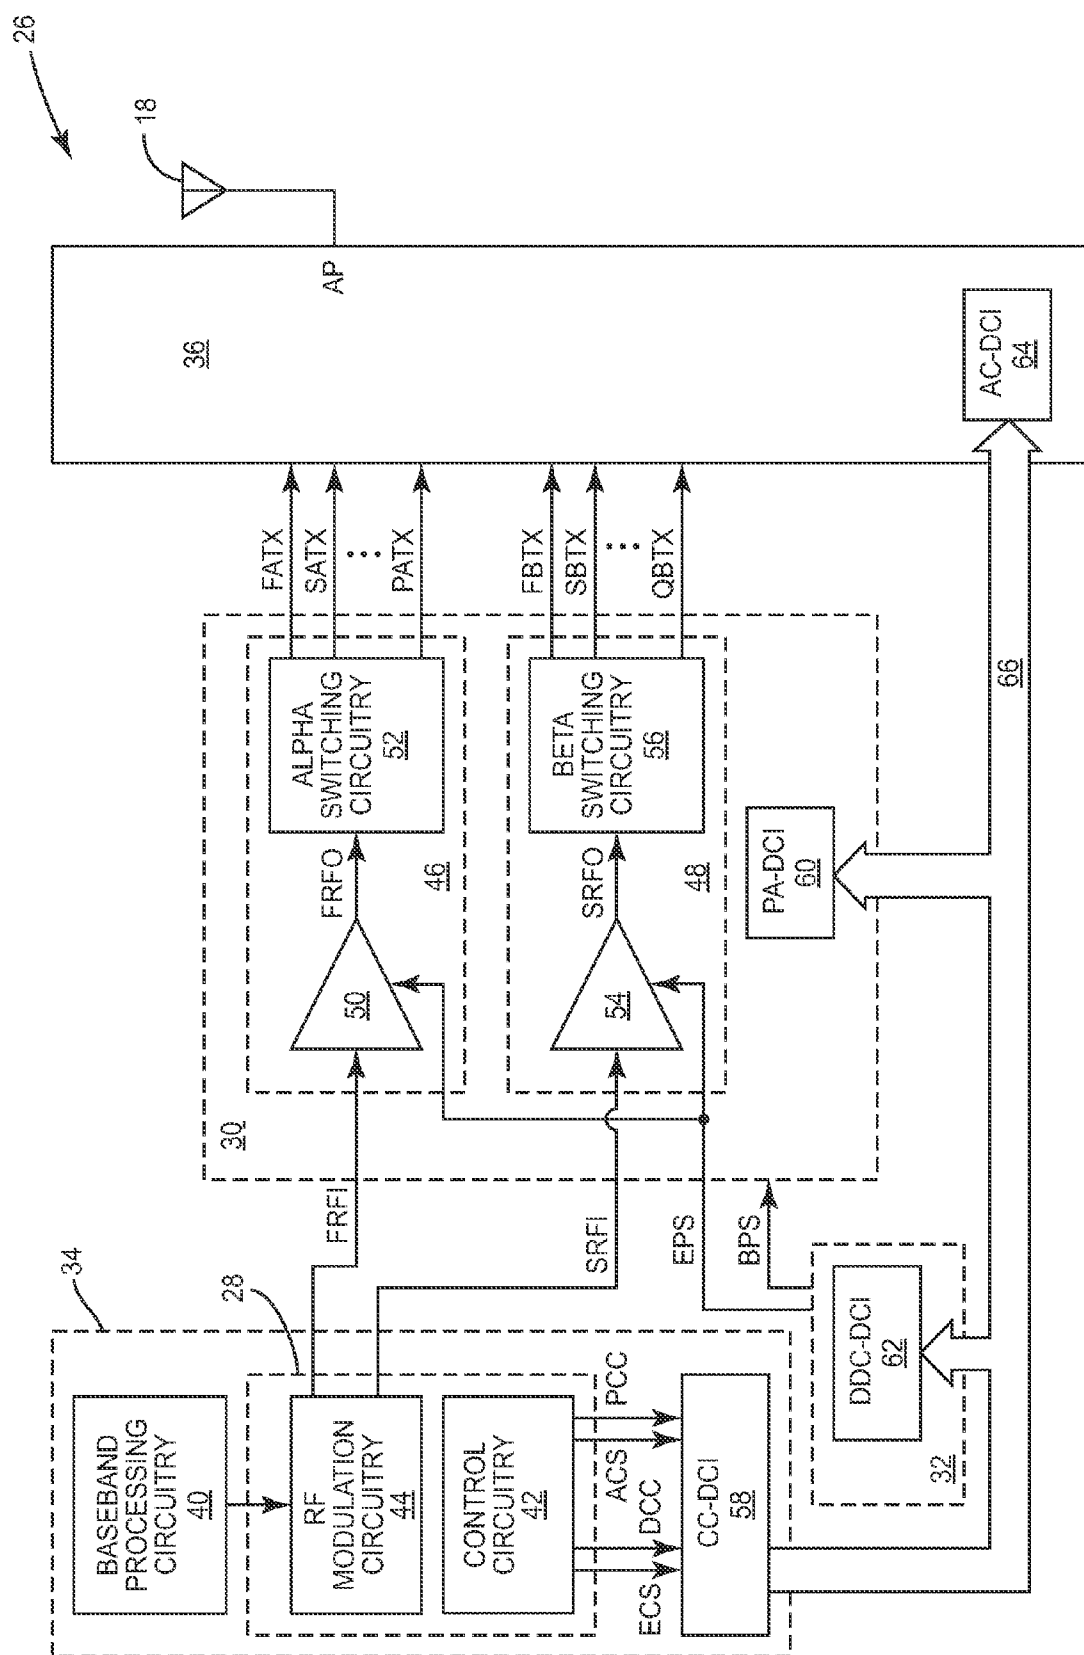 26
18
34
BASEBAND
PROCESSING
CIRCUITRY
40
28
RF
MODULATION
CIRCUITRY
44
CONTROL
CIRCUITRY
42
ECS
DCC
ACS
PCC
CC-DCI
58
DDC-DCI
62
32
FRFI
SRFI
EPS
BPS
30
50
FRFO
ALPHA
SWITCHING
CIRCUITRY
52
46
54
SRFO
BETA
SWITCHING
CIRCUITRY
56
48
PA-DCI
60
FATX
SATX
PATX
FBTX
SBTX
QBTX
36
AP
AC-DCI
64
66